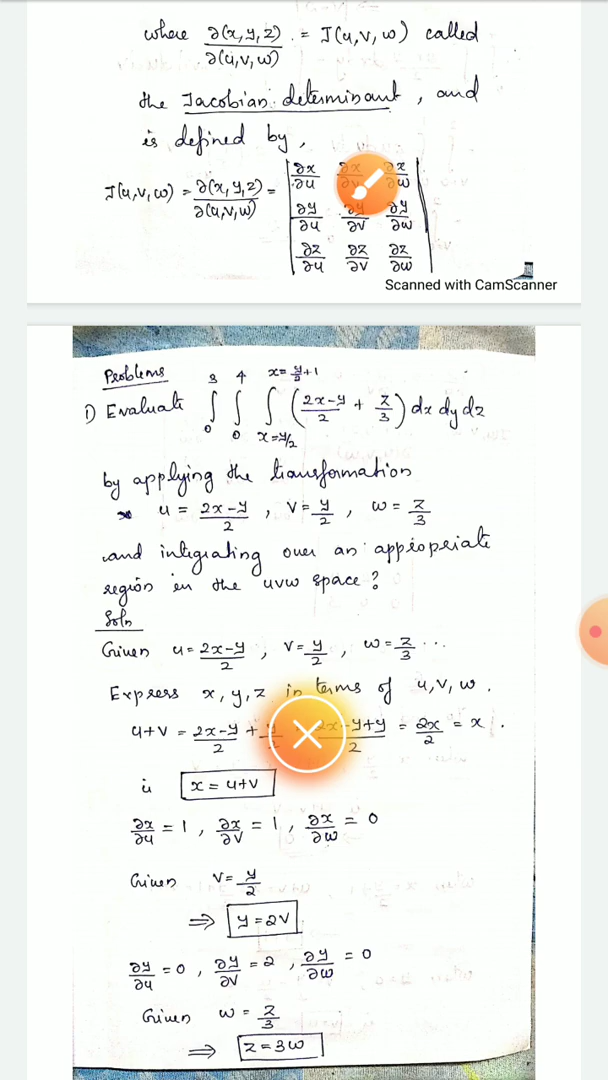 where ∂(x,y,z)/∂(u,v,w) = J(u,v,w) called
the Jacobian determinant, and
is defined by,
J(u,v,w) = ∂(x,y,z)/∂(u,v,w) = | ∂x/∂u ∂x/∂v ∂x/∂w |
| ∂y/∂u ∂y/∂v ∂y/∂w |
| ∂z/∂u ∂z/∂v ∂z/∂w |
Scanned with CamScanner
Problems
1) Evaluate ∫₀³ ∫₀⁴ ∫_{x=y/2}^{x=y/2+1} (2x-y/2 + z/3) dx dy dz
by applying the transformation
u = 2x-y/2, v = y/2, w = z/3
and integrating over an appropriate
region in the uvw space?
Soln
Given u = 2x-y/2, v = y/2, w = z/3 ...
Express x, y, z in terms of u, v, w.
u+v = 2x-y/2 + 2x-y+y/2 = 2x/2 = x.
x = u+v
∂x/∂u = 1, ∂x/∂v = 1, ∂x/∂w = 0
Given v = y/2
⇒ y = 2v
∂y/∂u = 0, ∂y/∂v = 2, ∂y/∂w = 0
Given w = z/3
⇒ z = 3w